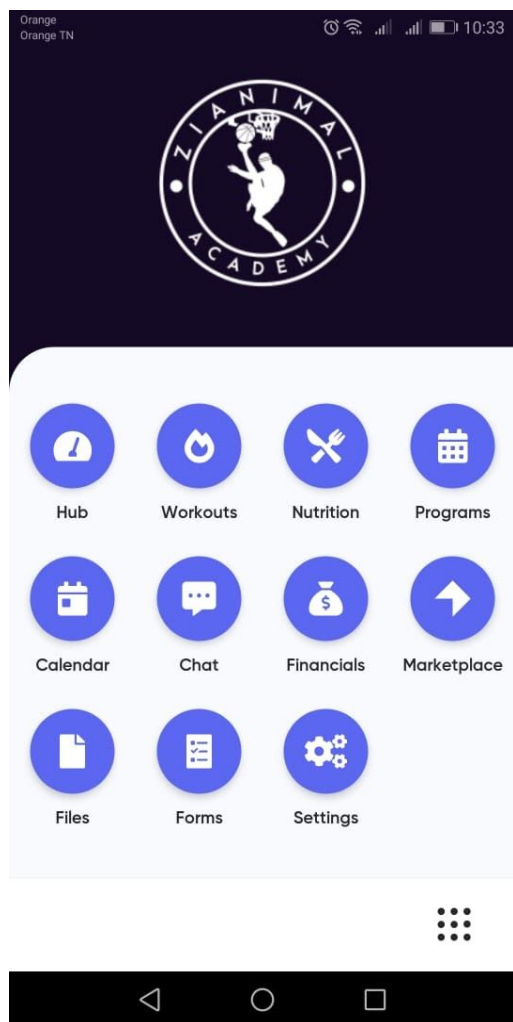 Orange
Orange TN
10:33
ZIANIMAL
ACADEMY
Hub
Workouts
Nutrition
Programs
Calendar
Chat
Financials
Marketplace
Files
Forms
Settings